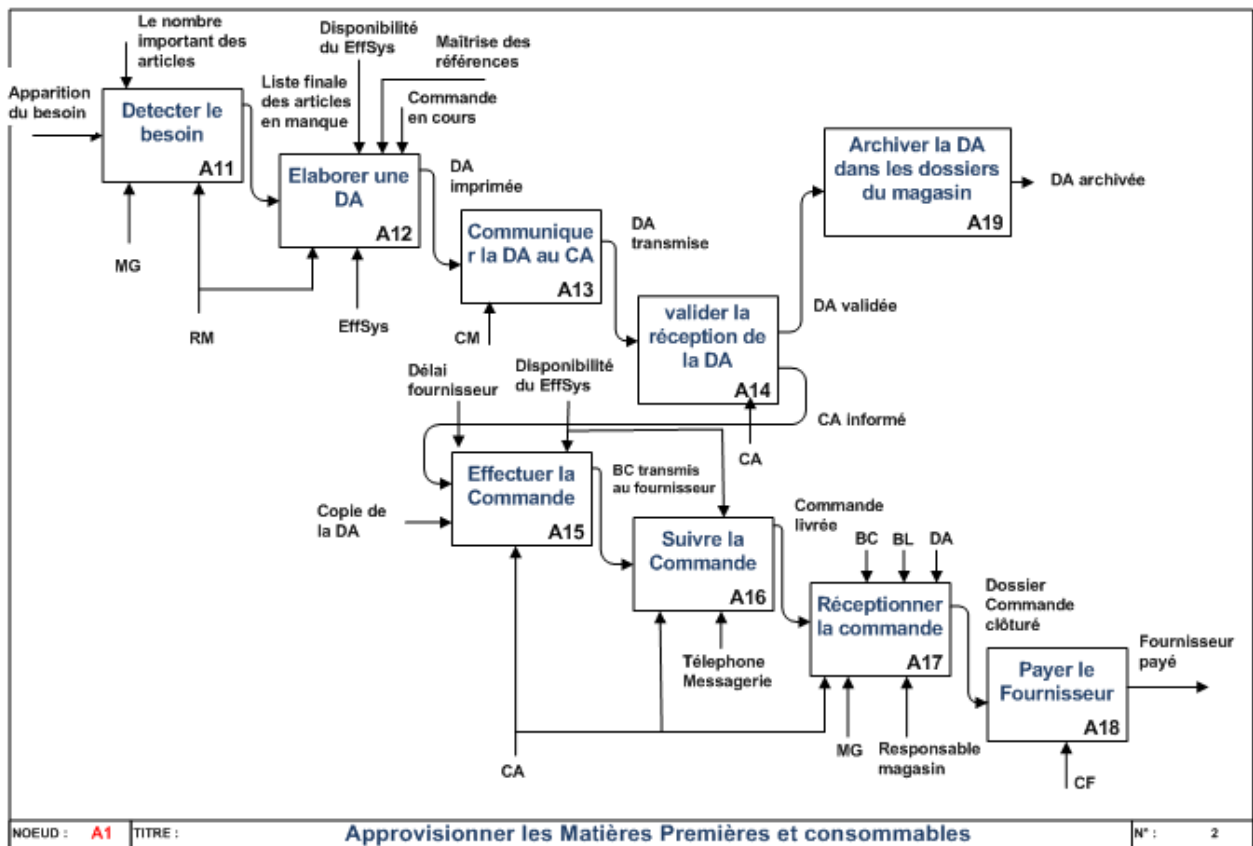 Le nombre
important des
articles
Disponibilité
du EffSys
Maîtrise des
références
Apparition
du besoin
Liste finale
des articles
en manque
Commande
en cours
Detecter le
besoin
A11
Elaborer une
DA
A12
DA
imprimée
Archiver la DA
dans les dossiers
du magasin
A19
DA archivée
MG
RM
EffSys
Communique
r la DA au CA
A13
DA
transmise
CM
valider la
réception de
la DA
A14
DA validée
CA informé
CA
Délai
fournisseur
Disponibilité
du EffSys
Effectuer la
Commande
A15
Copie de
la DA
BC transmis
au fournisseur
Suivre la
Commande
A16
Commande
livrée
BC
BL
DA
Télephone
Messagerie
Réceptionner
la commande
A17
Dossier
Commande
clôturé
Payer le
Fournisseur
A18
Fournisseur
payé
CA
MG
Responsable
magasin
CF
NOEUD : A1 TITRE : Approvisionner les Matières Premières et consommables N° : 2